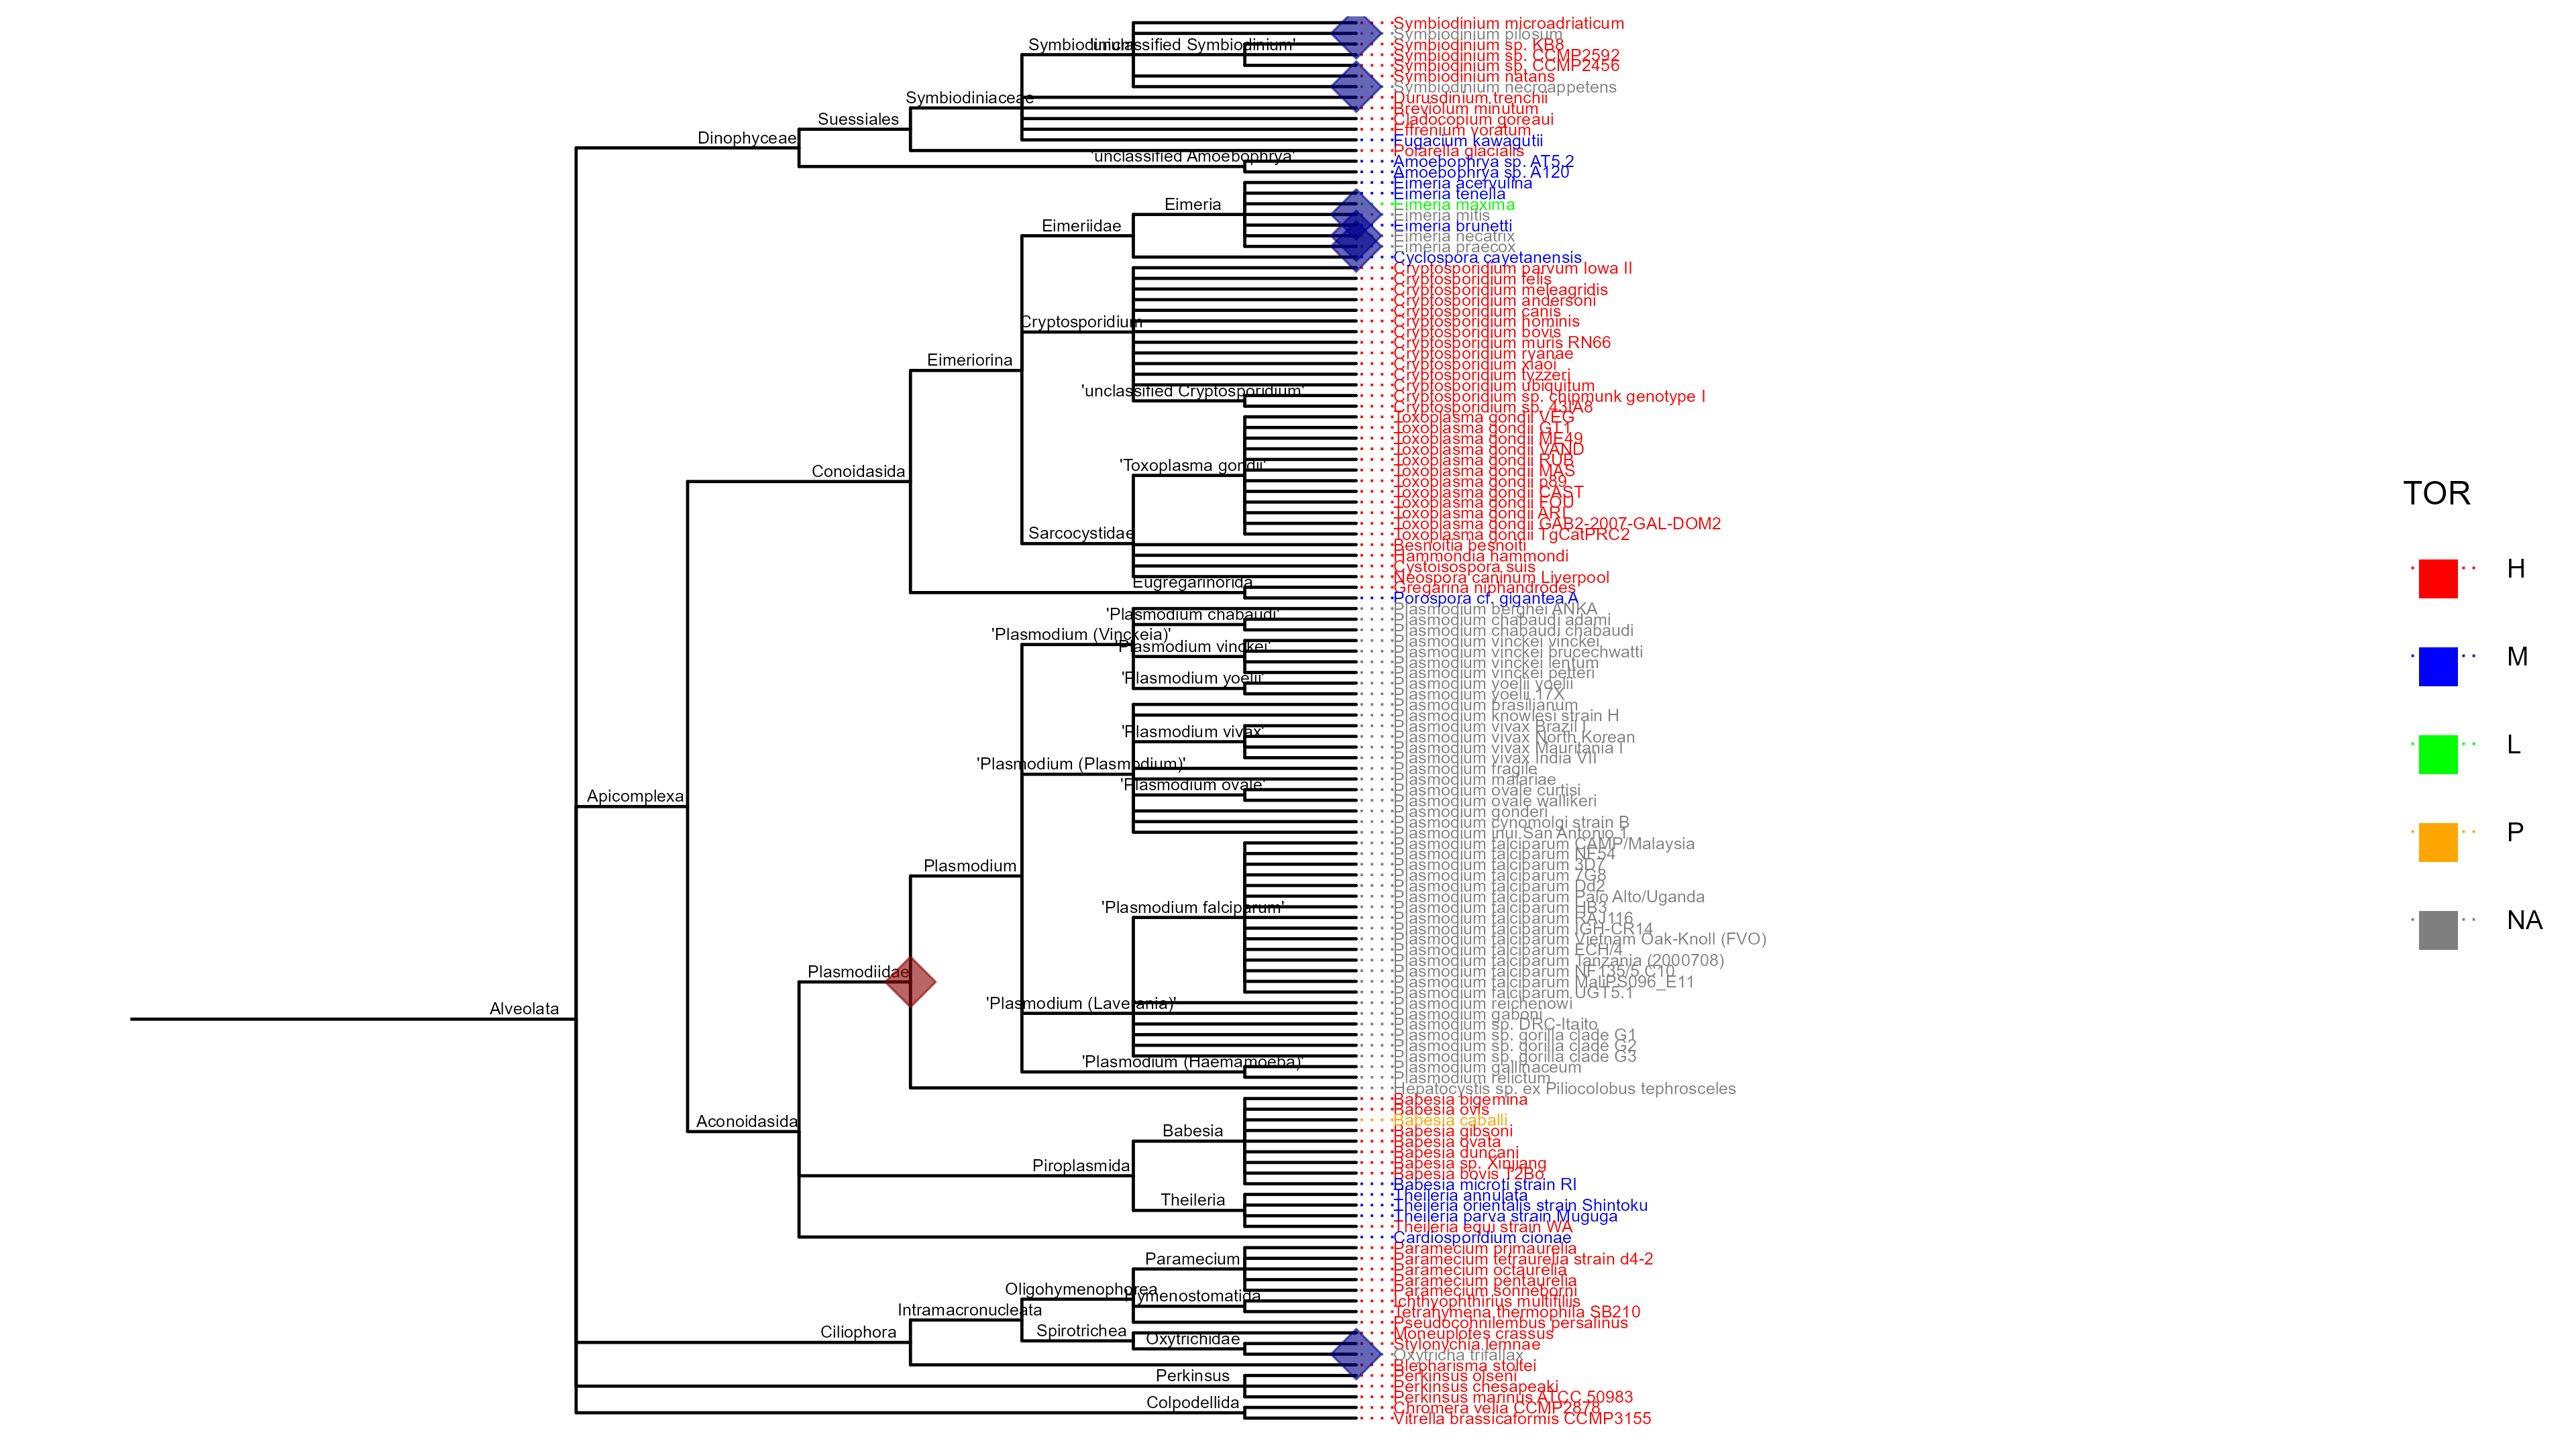 Symbiodinium microadriaticum
Symbiodinium pilosum
Symbiodinium sp. KB8
Symbiodinium sp. CCMP2592
Symbiodinium sp. CCMP2456
Symbiodinium natans
Symbiodinium necroappetens
Durusdinium trenchii
Breviolum minutum
Cladocopium goreaui
Effrenium voratum
Fugacium kawagutii
Polarella glacialis
Amoebophrya sp. AT5.2
Amoebophrya sp. A120
Eimeria acervulina
Eimeria tenella
Eimeria maxima
Eimeria mitis
Eimeria brunetti
Eimeria necatrix
Eimeria praecox
Cyclospora cayetanensis
Cryptosporidium parvum Iowa II
Cryptosporidium felis
Cryptosporidium meleagridis
Cryptosporidium andersoni
Cryptosporidium canis
Cryptosporidium hominis
Cryptosporidium bovis
Cryptosporidium muris RN66
Cryptosporidium ryanae
Cryptosporidium xiaoi
Cryptosporidium tyzzeri
Cryptosporidium ubiquitum
Cryptosporidium sp. chipmunk genotype I
Cryptosporidium sp. 43IA8
Toxoplasma gondii VEG
Toxoplasma gondii GT1
Toxoplasma gondii ME49
Toxoplasma gondii VAND
Toxoplasma gondii RUB
Toxoplasma gondii MAS
Toxoplasma gondii p89
Toxoplasma gondii CAST
Toxoplasma gondii FOU
Toxoplasma gondii ARI
Toxoplasma gondii GAB2-2007-GAL-DOM2
Toxoplasma gondii TgCatPRC2
Besnoitia besnoiti
Hammondia hammondi
Cystoisospora suis
Neospora caninum Liverpool
Gregarina niphandrodes
Porospora cf. gigantea A
Plasmodium berghei ANKA
Plasmodium chabaudi adami
Plasmodium chabaudi chabaudi
Plasmodium vinckei vinckei
Plasmodium vinckei brucechwatti
Plasmodium vinckei lentum
Plasmodium vinckei petteri
Plasmodium yoelii yoelii
Plasmodium yoelii 17X
Plasmodium brasilianum
Plasmodium knowlesi strain H
Plasmodium vivax Brazil I
Plasmodium vivax North Korean
Plasmodium vivax Mauritania I
Plasmodium vivax India VII
Plasmodium fragile
Plasmodium malariae
Plasmodium ovale curtisi
Plasmodium ovale wallikeri
Plasmodium gonderi
Plasmodium cynomolgi strain B
Plasmodium inui San Antonio 1
Plasmodium falciparum CAMP/Malaysia
Plasmodium falciparum NF54
Plasmodium falciparum 3D7
Plasmodium falciparum 7G8
Plasmodium falciparum Dd2
Plasmodium falciparum Palo Alto/Uganda
Plasmodium falciparum HB3
Plasmodium falciparum RAJ116
Plasmodium falciparum IGH-CR14
Plasmodium falciparum Vietnam Oak-Knoll (FVO)
Plasmodium falciparum ECH/4
Plasmodium falciparum Tanzania (2000708)
Plasmodium falciparum NF135/5.C10
Plasmodium falciparum MaliPS096_E11
Plasmodium falciparum UGT5.1
Plasmodium reichenowi
Plasmodium gaboni
Plasmodium sp. DRC-Itaito
Plasmodium sp. gorilla clade G1
Plasmodium sp. gorilla clade G2
Plasmodium sp. gorilla clade G3
Plasmodium gallinaceum
Plasmodium relictum
Hepatocystis sp. ex Piliocolobus tephrosceles
Babesia bigemina
Babesia ovis
Babesia caballi
Babesia gibsoni
Babesia ovata
Babesia duncani
Babesia sp. Xinjiang
Babesia bovis T2Bo
Babesia microti strain RI
Theileria annulata
Theileria orientalis strain Shintoku
Theileria parva strain Muguga
Theileria equi strain WA
Cardiosporidium cionae
Paramecium primaurelia
Paramecium tetraurelia strain d4-2
Paramecium octaurelia
Paramecium pentaurelia
Paramecium sonneborni
Ichthyophthirius multifiliis
Tetrahymena thermophila SB210
Pseudocohnilembus persalinus
Moneuplotes crassus
Stylonychia lemnae
Oxytricha trifallax
Blepharisma stoltei
Perkinsus olseni
Perkinsus chesapeaki
Perkinsus marinus ATCC 50983
Chromera velia CCMP2878
Vitrella brassicaformis CCMP3155
Symbiodinium
'unclassified Symbiodinium'
Symbiodiniaceae
Suessiales
Dinophyceae
'unclassified Amoebophrya'
Eimeria
Eimeriidae
Cryptosporidium
Eimeriorina
'unclassified Cryptosporidium'
'Toxoplasma gondii'
Conoidasida
Sarcocystidae
Eugregarinorida
'Plasmodium chabaudi'
'Plasmodium (Vinckeia)'
'Plasmodium vinckei'
'Plasmodium yoelii'
'Plasmodium vivax'
'Plasmodium (Plasmodium)'
'Plasmodium ovale'
Apicomplexa
Plasmodium
'Plasmodium falciparum'
Plasmodiidae
'Plasmodium (Laverania)'
Alveolata
'Plasmodium (Haemamoeba)'
Aconoidasida
Babesia
Piroplasmida
Theileria
Paramecium
Oligohymenophorea
Hymenostomatida
Intramacronucleata
Ciliophora
Spirotrichea
Oxytrichidae
Perkinsus
Colpodellida
TOR
H
M
L
P
NA